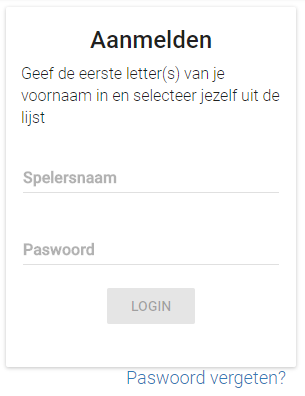 Aanmelden
Geef de eerste letter(s) van je
voornaam in en selecteer jezelf uit de
lijst
Spelersnaam
Paswoord
LOGIN
Paswoord vergeten?